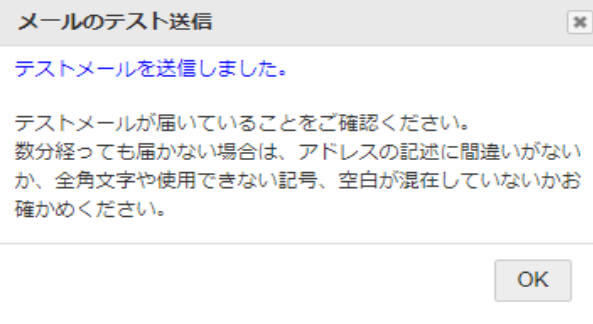 メールのテスト送信
テストメールを送信しました。
テストメールが届いていることをご確認ください。
数分経っても届かない場合は、アドレスの記述に間違いがない
か、全角文字や使用できない記号、空白が混在していないかお
確かめください。
OK